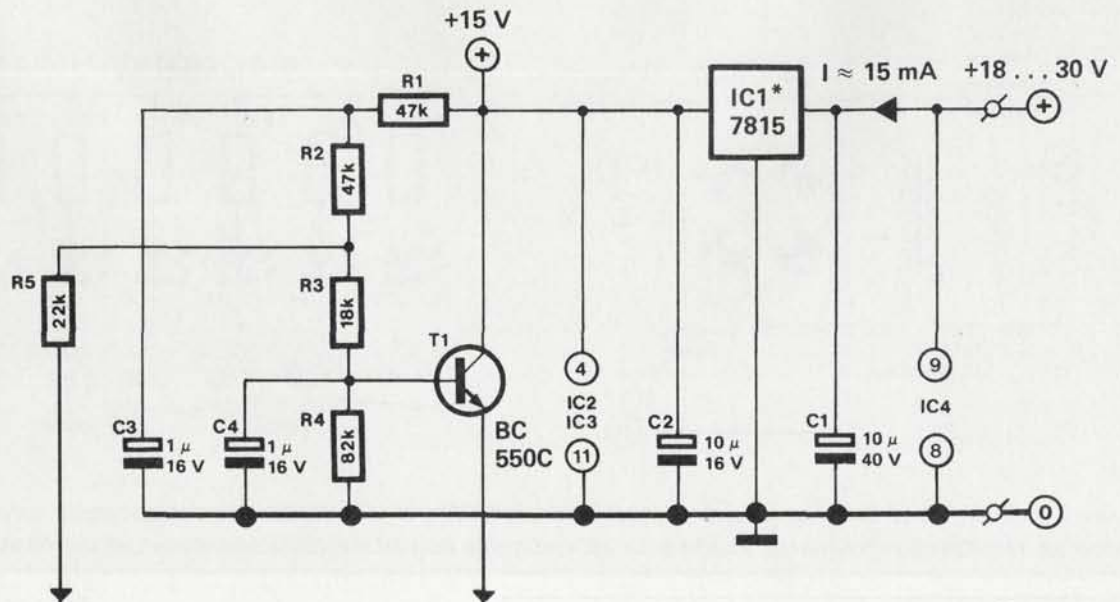 +15 V
+
R1
47k
IC1*
7815
I ≈ 15 mA
+18 . . . 30 V
+
R2
47k
R5
22k
R3
18k
T1
BC
550C
4
IC2
IC3
11
9
IC4
8
C3
1 µ
16 V
C4
1 µ
16 V
R4
82k
C2
10 µ
16 V
C1
10 µ
40 V
0